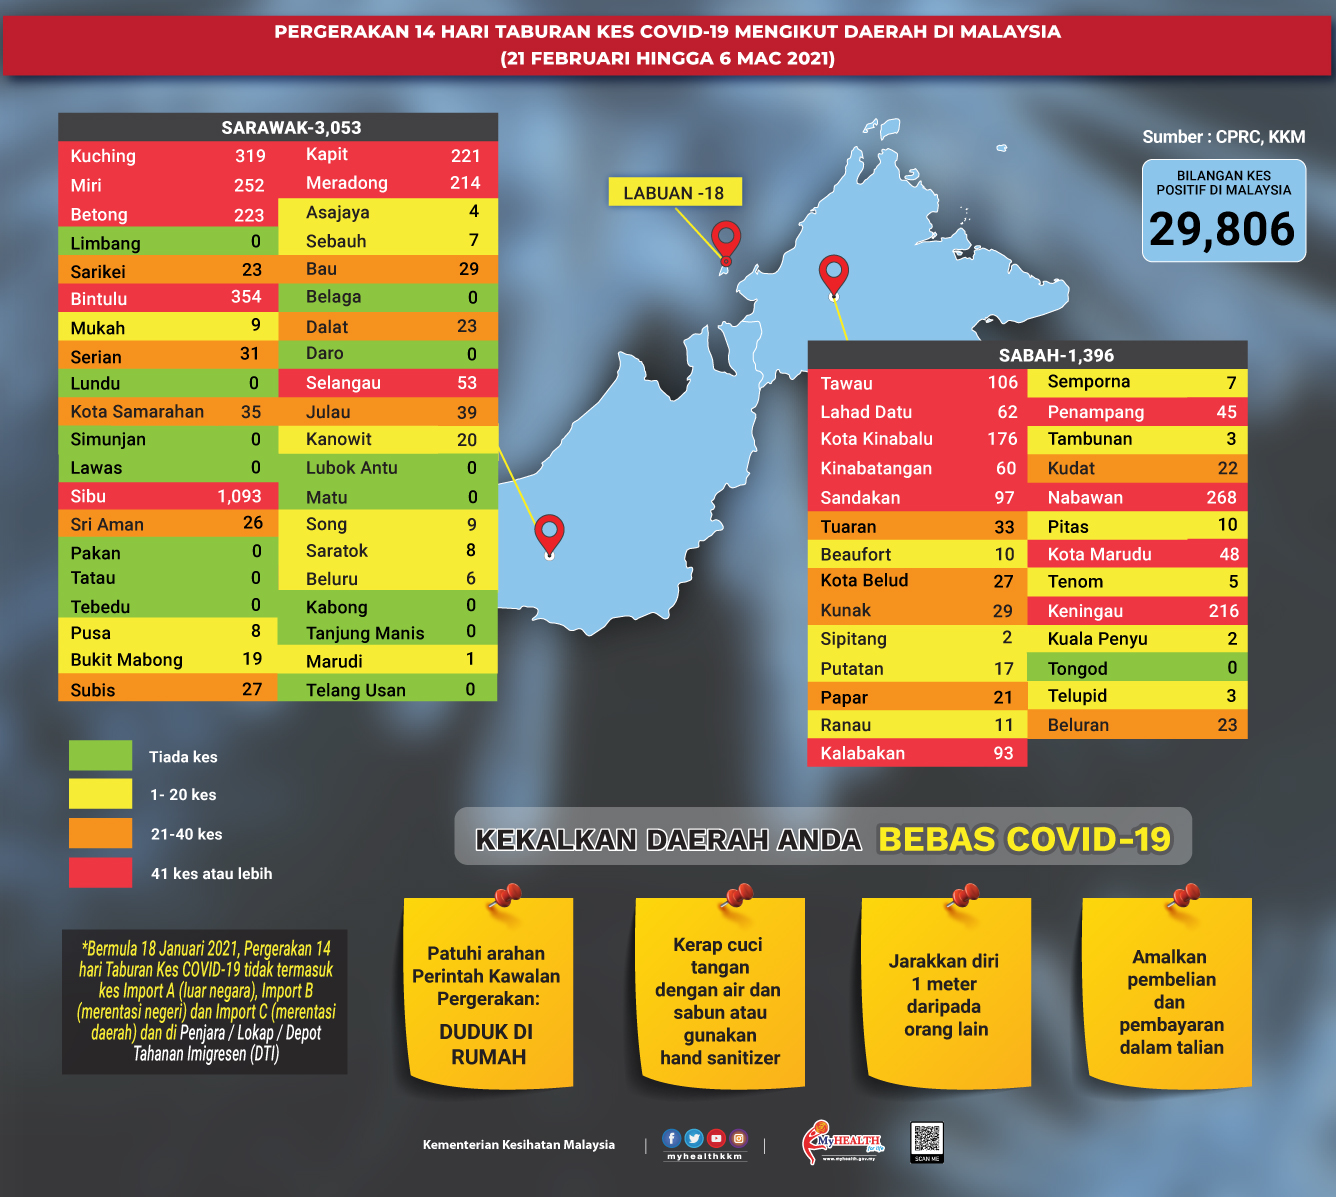 PERGERAKAN 14 HARI TABURAN KES COVID-19 MENGIKUT DAERAH DI MALAYSIA
(21 FEBRUARI HINGGA 6 MAC 2021)
Sumber : CPRC, KKM
BILANGAN KES
POSITIF DI MALAYSIA
29,806
SARAWAK-3,053
Kuching 319 Kapit 221
Miri 252 Meradong 214
Betong 223 Asajaya 4
Limbang 0 Sebauh 7
Sarikei 23 Bau 29
Bintulu 354 Belaga 0
Mukah 9 Dalat 23
Serian 31 Daro 0
Lundu 0 Selangau 53
Kota Samarahan 35 Julau 39
Simunjan 0 Kanowit 20
Lawas 0 Lubok Antu 0
Sibu 1,093 Matu 0
Sri Aman 26 Song 9
Pakan 0 Saratok 8
Tatau 0 Beluru 6
Tebedu 0 Kabong 0
Pusa 8 Tanjung Manis 0
Bukit Mabong 19 Marudi 1
Subis 27 Telang Usan 0
LABUAN -18
SABAH-1,396
Tawau 106 Semporna 7
Lahad Datu 62 Penampang 45
Kota Kinabalu 176 Tambunan 3
Kinabatangan 60 Kudat 22
Sandakan 97 Nabawan 268
Tuaran 33 Pitas 10
Beaufort 10 Kota Marudu 48
Kota Belud 27 Tenom 5
Kunak 29 Keningau 216
Sipitang 2 Kuala Penyu 2
Putatan 17 Tongod 0
Papar 21 Telupid 3
Ranau 11 Beluran 23
Kalabakan 93
Tiada kes
1- 20 kes
21-40 kes
41 kes atau lebih
*Bermula 18 Januari 2021, Pergerakan 14
hari Taburan Kes COVID-19 tidak termasuk
kes Import A (luar negara), Import B
(merentasi negeri) dan Import C (merentasi
daerah) dan di Penjara / Lokap / Depot
Tahanan Imigresen (DTI)
KEKALKAN DAERAH ANDA BEBAS COVID-19
Patuhi arahan
Perintah Kawalan
Pergerakan:
DUDUK DI
RUMAH
Kerap cuci
tangan
dengan air dan
sabun atau
gunakan
hand sanitizer
Jarakkan diri
1 meter
daripada
orang lain
Amalkan
pembelian
dan
pembayaran
dalam talian
Kementerian Kesihatan Malaysia
myhealthkkm
MyHEALTH
for life
www.myhealth.gov.my
SCAN ME